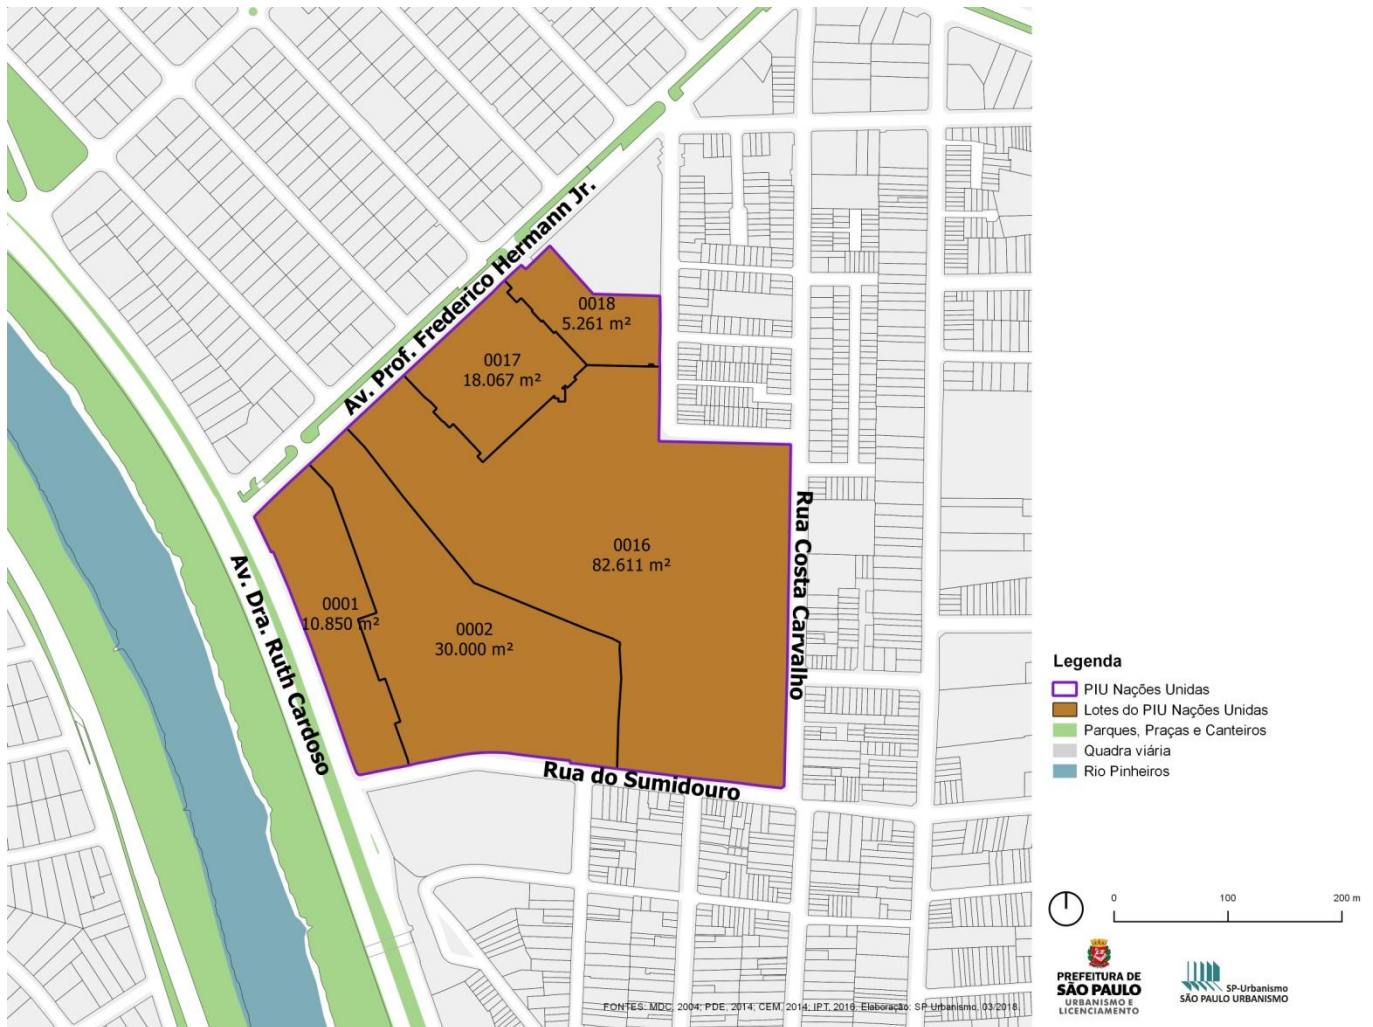 Av. Prof. Frederico Hermann Jr.
0018
5.261 m²
0017
18.067 m²
0016
82.611 m²
0001
10.850 m²
0002
30.000 m²
Av. Dra. Ruth Cardoso
Rua Costa Carvalho
Rua do Sumidouro
Legenda
PIU Nações Unidas
Lotes do PIU Nações Unidas
Parques, Praças e Canteiros
Quadra viária
Rio Pinheiros
0 100 200 m
PREFEITURA DE
SÃO PAULO
URBANISMO E
LICENCIAMENTO
SP-Urbanismo
SÃO PAULO URBANISMO
FONTES: MDC, 2004; PDE, 2014; CEM, 2014; IPT, 2016. Elaboração: SP Urbanismo, 03/2018.